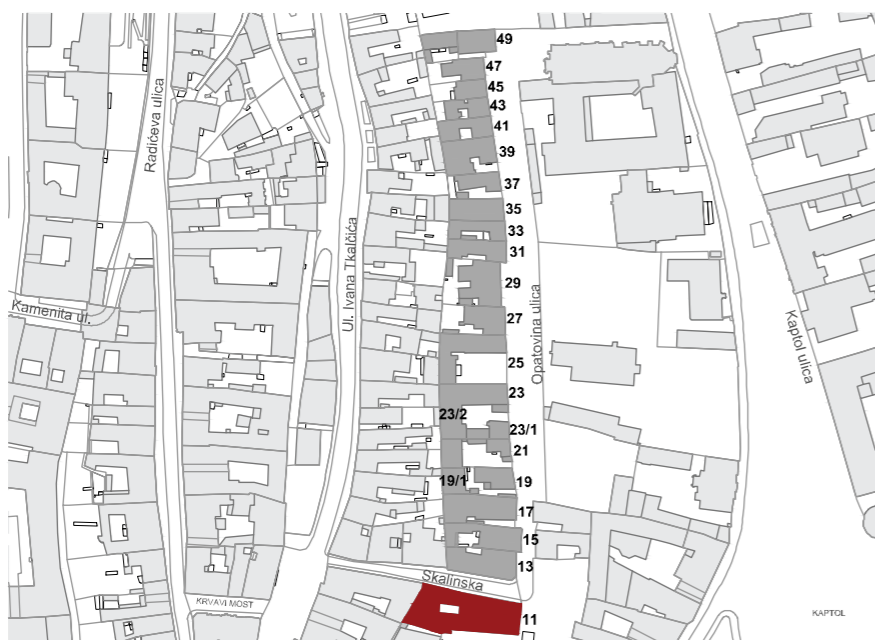 49
47
45
43
41
39
37
35
33
31
29
27
25
23
23/2
23/1
21
19
19/1
17
15
13
11
Radićeva ulica
Ul. Ivana Tkalčića
Kamenita ul.
Opatovina ulica
Kaptol ulica
Skalinska
KRVAVI MOST
KAPTOL